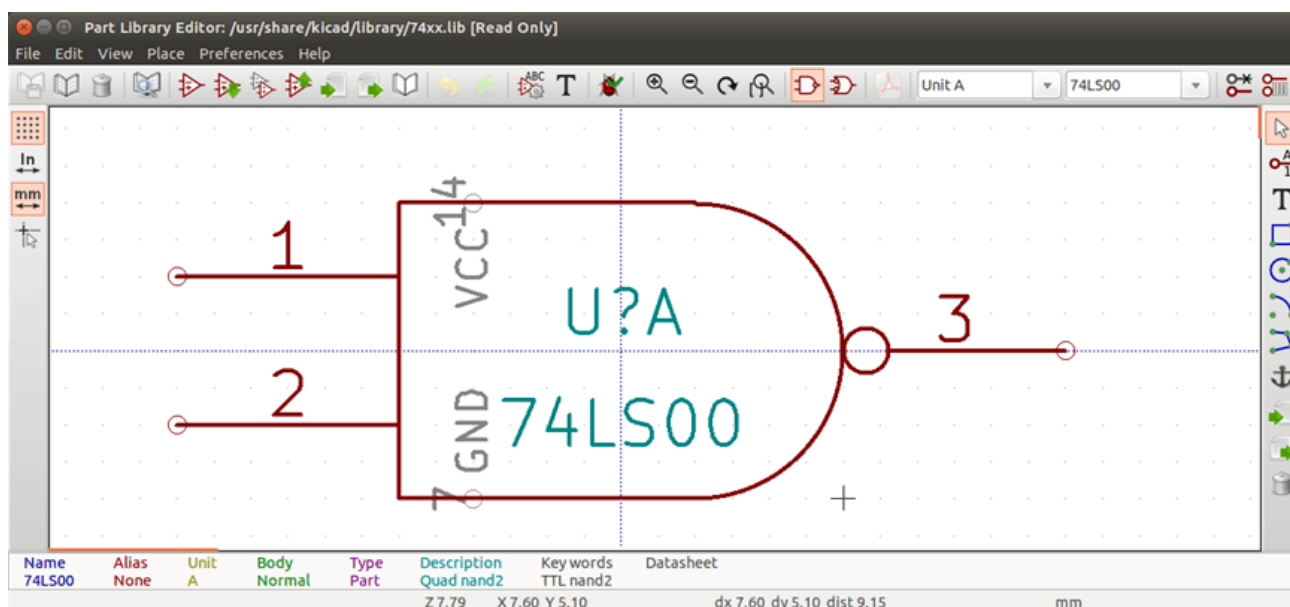 Part Library Editor: /usr/share/kicad/library/74xx.lib [Read Only]
File Edit View Place Preferences Help
ABC T Unit A 74LS00
In
mm
A
1
T
14
VCC
1
U?A
3
2
GND
74LS00
7
Name Alias Unit Body Type Description Key words Datasheet
74LS00 None A Normal Part Quad nand2 TTL nand2
Z 7.79 X 7.60 Y 5.10 dx 7.60 dy 5.10 dist 9.15 mm